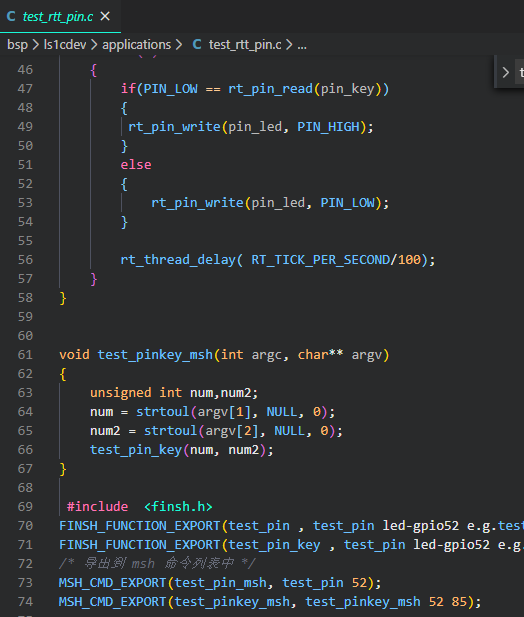 C test_rtt_pin.c ×
bsp > ls1cdev > applications > C test_rtt_pin.c > ...
46 {
47 if(PIN_LOW == rt_pin_read(pin_key))
48 {
49 rt_pin_write(pin_led, PIN_HIGH);
50 }
51 else
52 {
53 rt_pin_write(pin_led, PIN_LOW);
54 }
55
56 rt_thread_delay( RT_TICK_PER_SECOND/100);
57 }
58 }
59
60
61 void test_pinkey_msh(int argc, char** argv)
62 {
63 unsigned int num,num2;
64 num = strtoul(argv[1], NULL, 0);
65 num2 = strtoul(argv[2], NULL, 0);
66 test_pin_key(num, num2);
67 }
68
69 #include <finsh.h>
70 FINSH_FUNCTION_EXPORT(test_pin , test_pin led-gpio52 e.g.test
71 FINSH_FUNCTION_EXPORT(test_pin_key , test_pin led-gpio52 e.g.
72 /* 导出到 msh 命令列表中 */
73 MSH_CMD_EXPORT(test_pin_msh, test_pin 52);
74 MSH_CMD_EXPORT(test_pinkey_msh, test_pinkey_msh 52 85);